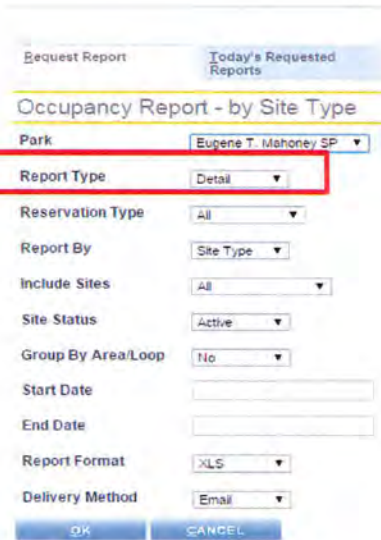 Request Report
Today's Requested
Reports
Occupancy Report - by Site Type
Park Eugene T. Mahoney SP
Report Type Detail
Reservation Type All
Report By Site Type
Include Sites All
Site Status Active
Group By Area/Loop No
Start Date
End Date
Report Format XLS
Delivery Method Email
OK CANCEL